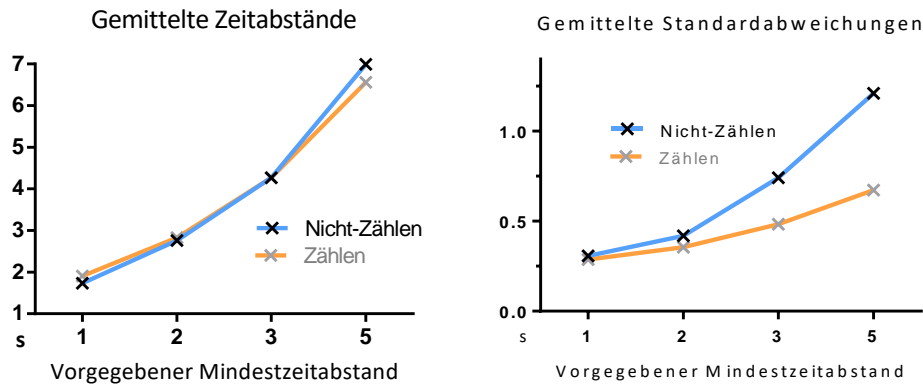 Gemittelte Zeitabstände
7
6
5
4
3
2
1
s
1 2 3 5
Nicht-Zählen
Zählen
Vorgegebener Mindestzeitabstand
Gemittelte Standardabweichungen
1.0
0.5
0.0
s
1 2 3 5
Nicht-Zählen
Zählen
Vorgegebener Mindestzeitabstand